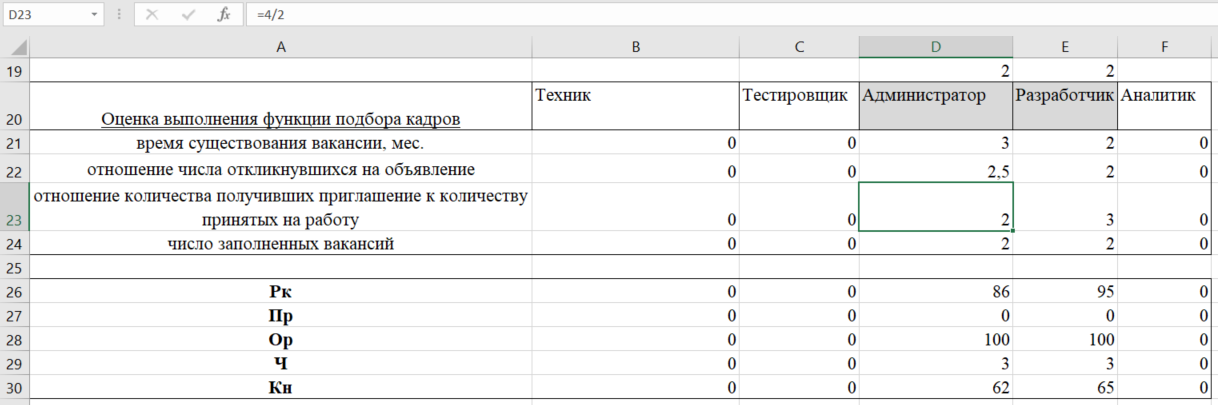 D23 fx =4/2
A B C D E F
19 2 2
20 Оценка выполнения функции подбора кадров Техник Тестировщик Администратор Разработчик Аналитик
21 время существования вакансии, мес. 0 0 3 2 0
22 отношение числа откликнувшихся на объявление 0 0 2,5 2 0
отношение количества получивших приглашение к количеству
23 принятых на работу 0 0 2 3 0
24 число заполненных вакансий 0 0 2 2 0
25
26 Рк 0 0 86 95 0
27 Пр 0 0 0 0 0
28 Ор 0 0 100 100 0
29 Ч 0 0 3 3 0
30 Кн 0 0 62 65 0